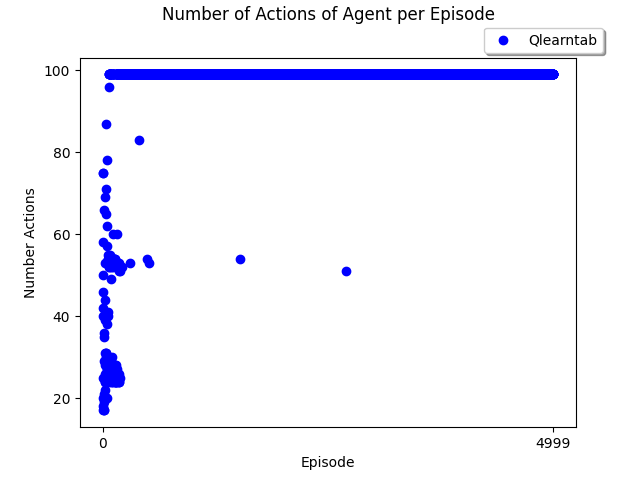 Number of Actions of Agent per Episode
Qlearntab
100
80
60
40
20
Number Actions
0
4999
Episode